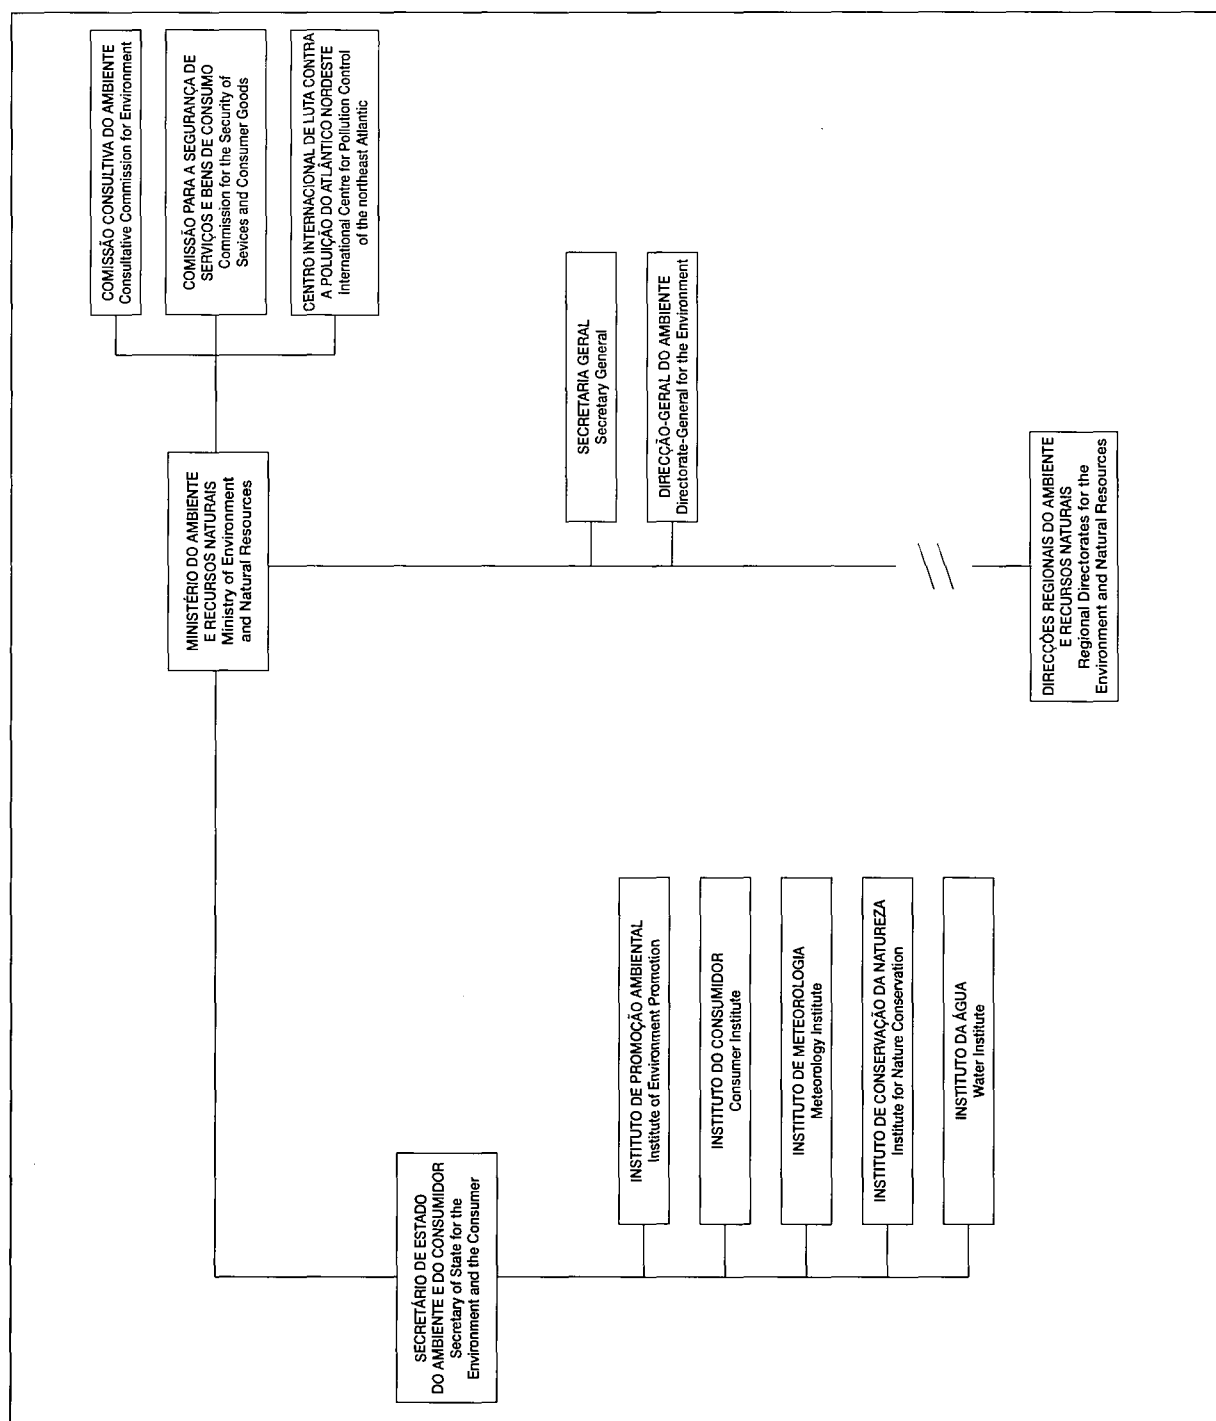 COMISSÃO CONSULTIVA DO AMBIENTE
Consultative Commission for Environment
COMISSÃO PARA A SEGURANÇA DE
SERVIÇOS E BENS DE CONSUMO
Commission for the Security of
Sevices and Consumer Goods
CENTRO INTERNACIONAL DE LUTA CONTRA
A POLUIÇÃO DO ATLÂNTICO NORDESTE
International Centre for Pollution Control
of the northeast Atlantic
MINISTÉRIO DO AMBIENTE
E RECURSOS NATURAIS
Ministry of Environment
and Natural Resources
SECRETARIA GERAL
Secretary General
DIRECÇÃO-GERAL DO AMBIENTE
Directorate-General for the Environment
DIRECÇÕES REGIONAIS DO AMBIENTE
E RECURSOS NATURAIS
Regional Directorates for the
Environment and Natural Resources
SECRETÁRIO DE ESTADO
DO AMBIENTE E DO CONSUMIDOR
Secretary of State for the
Environment and the Consumer
INSTITUTO DE PROMOÇÃO AMBIENTAL
Institute of Environment Promotion
INSTITUTO DO CONSUMIDOR
Consumer Institute
INSTITUTO DE METEOROLOGIA
Meteorology Institute
INSTITUTO DE CONSERVAÇÃO DA NATUREZA
Institute for Nature Conservation
INSTITUTO DA ÁGUA
Water Institute